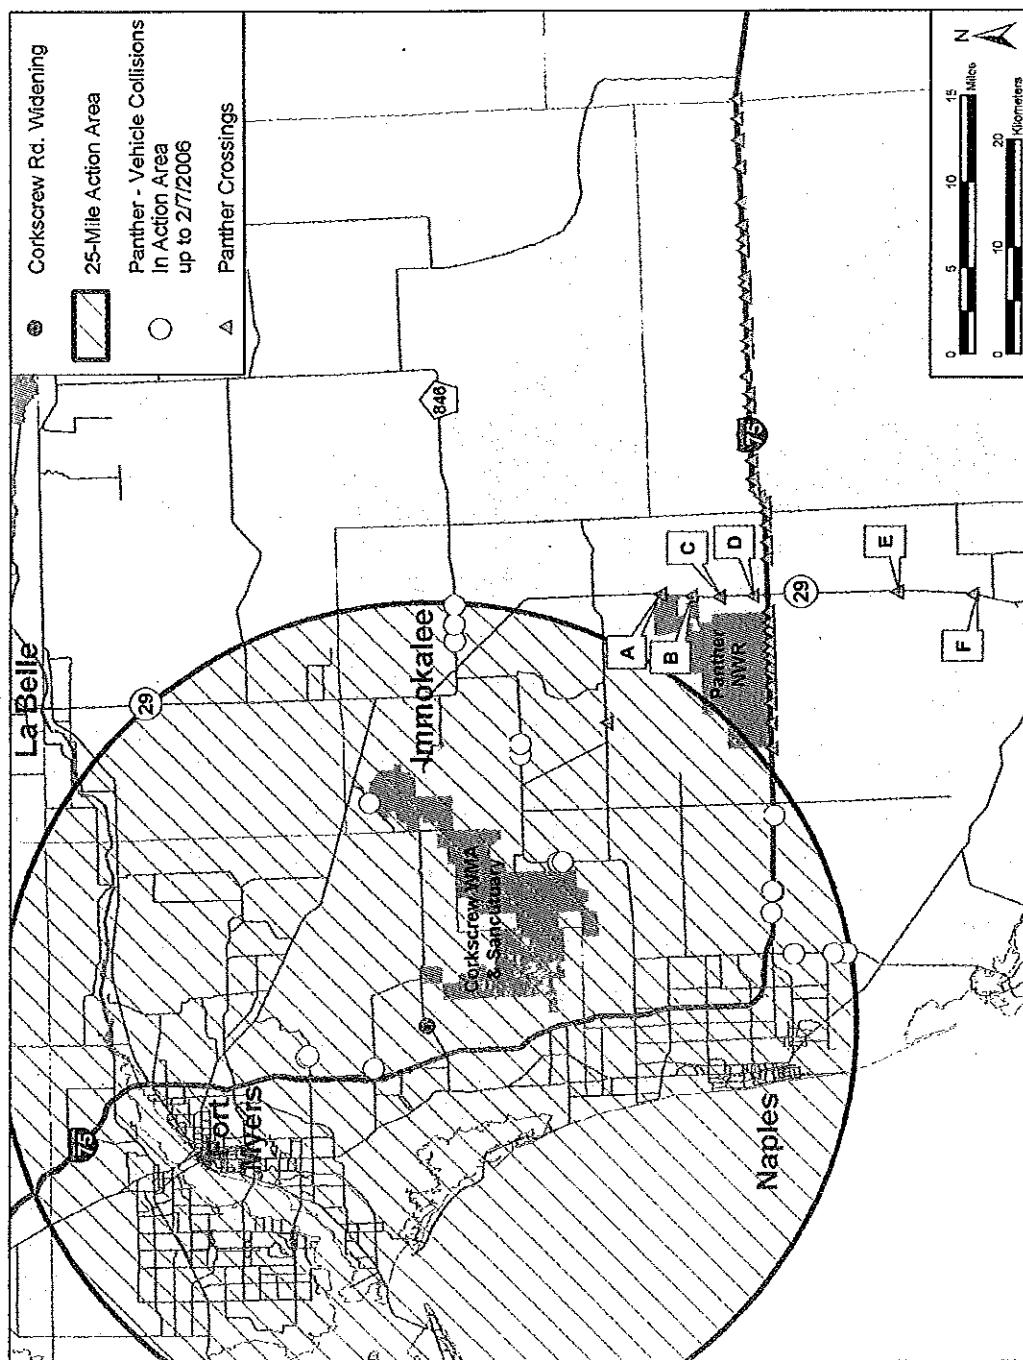 Corkscrew Rd. Widening
25-Mile Action Area
Panther - Vehicle Collisions
In Action Area
up to 2/7/2006
Panther Crossings
La Belle
29
846
Immokalee
75
Fort
Myers
Corkscrew WMA
& Sanctuary
Panther
NWR
A
B
C
D
75
29
E
F
Naples
N
0
5
10
15
Miles
0
10
20
Kilometers